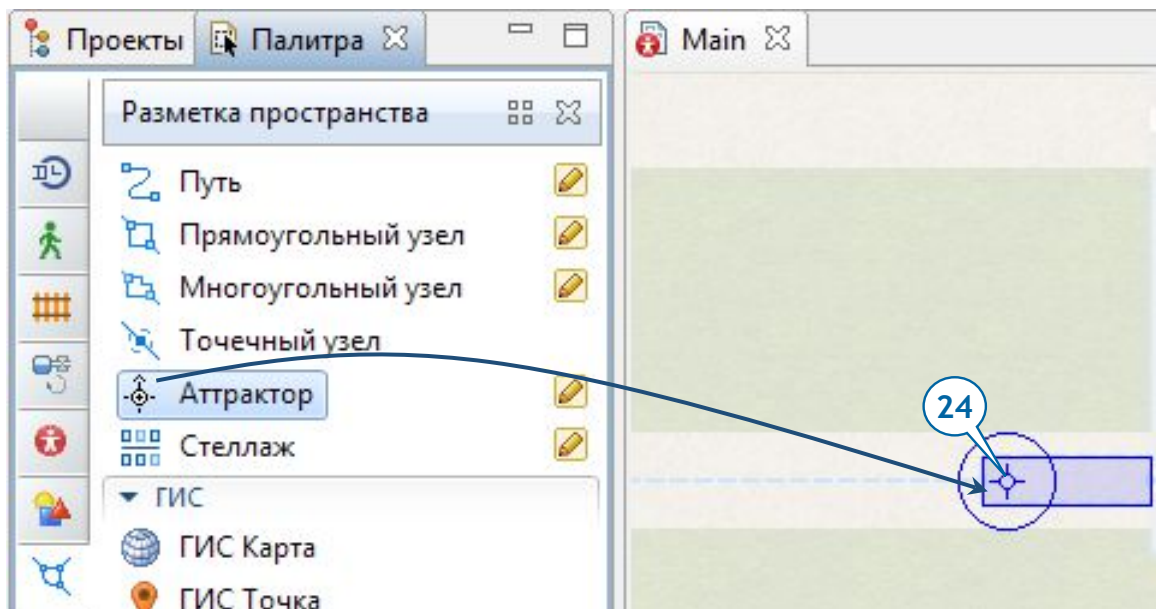 Проекты Палитра Main
Разметка пространства
Путь
Прямоугольный узел
Многоугольный узел
Точечный узел
Аттрактор
24
Стеллаж
ГИС
ГИС Карта
ГИС Точка